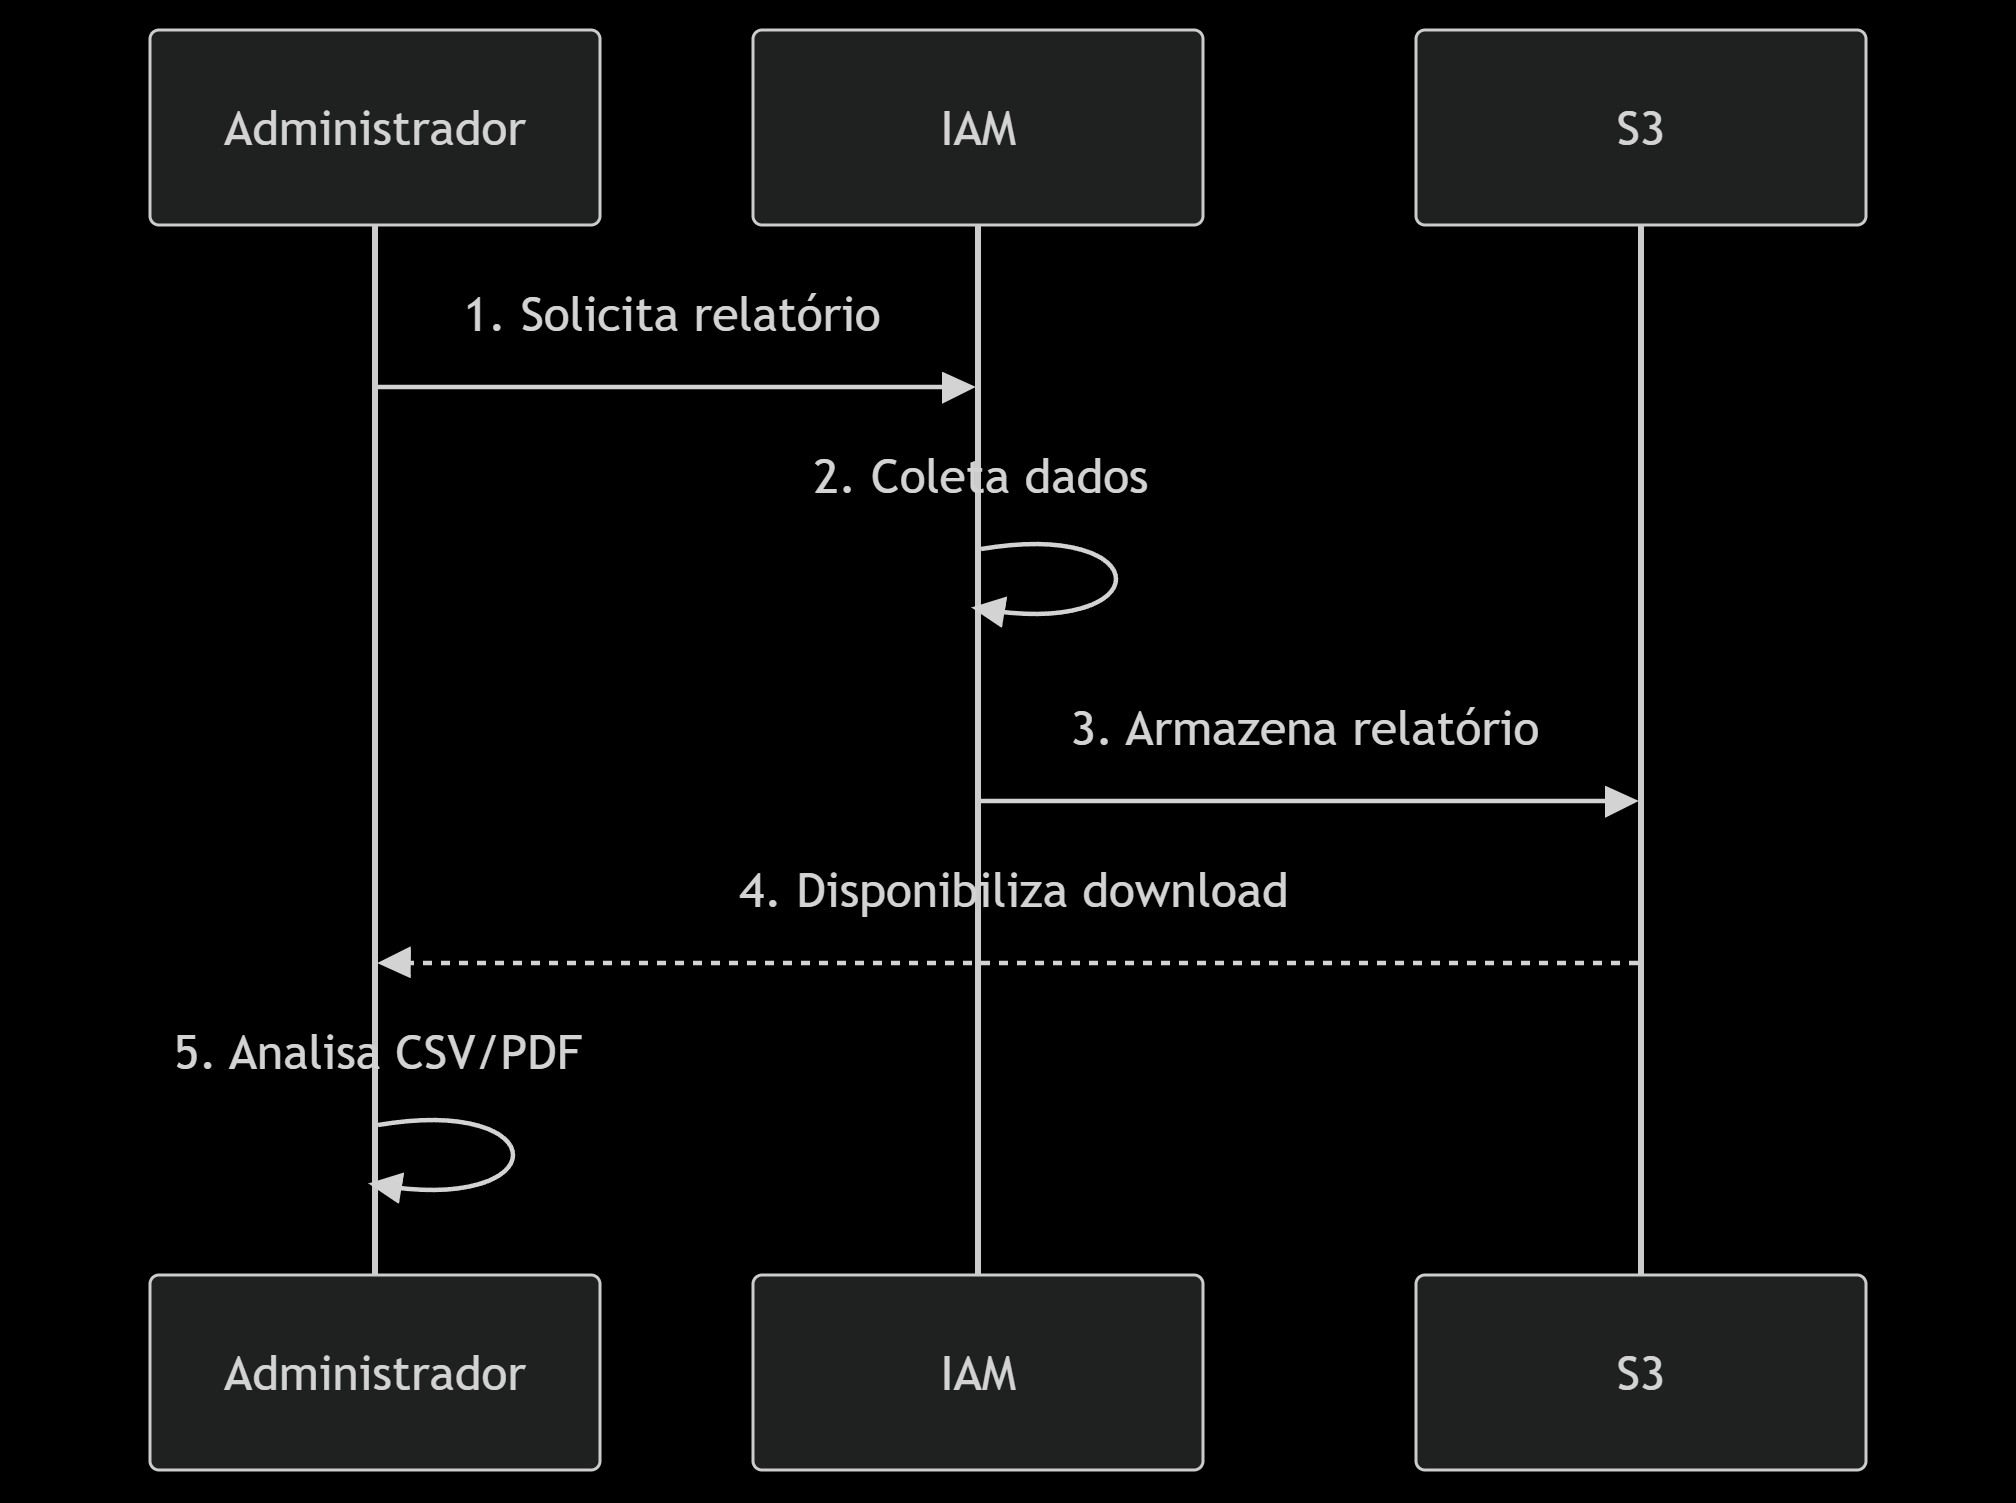 Administrador
IAM
S3
1. Solicita relatório
2. Coleta dados
3. Armazena relatório
4. Disponibiliza download
5. Analisa CSV/PDF
Administrador
IAM
S3